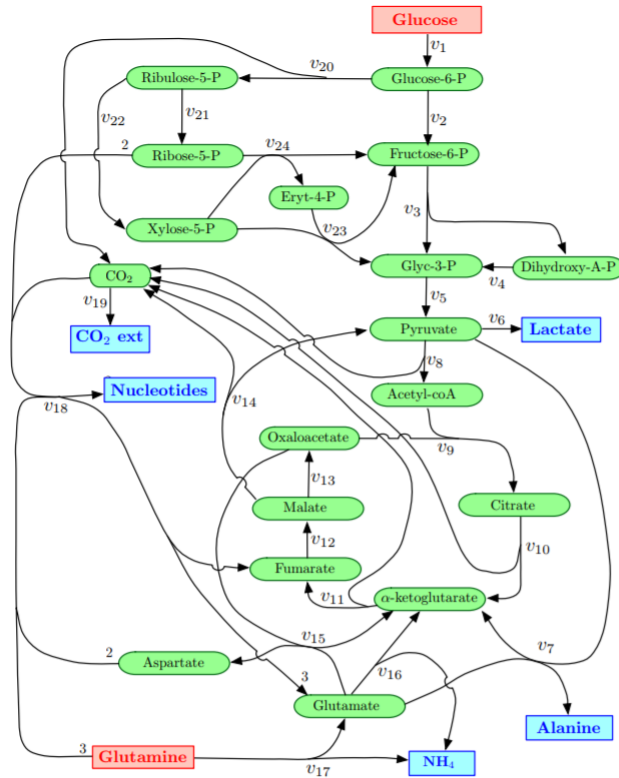 Glucose
v1
v20
Ribulose-5-P
Glucose-6-P
v22
v21
v2
2
v24
Ribose-5-P
Fructose-6-P
Eryt-4-P
v3
Xylose-5-P
v23
CO₂
Glyc-3-P
Dihydroxy-A-P
v4
v19
v5
v6
CO₂ ext
Pyruvate
Lactate
v8
Nucleotides
Acetyl-coA
v18
v14
Oxaloacetate
v9
v13
Malate
Citrate
v12
v10
Fumarate
v11
α-ketoglutarate
v15
v7
2
Aspartate
v16
3
Glutamate
Alanine
3
Glutamine
NH₄
v17